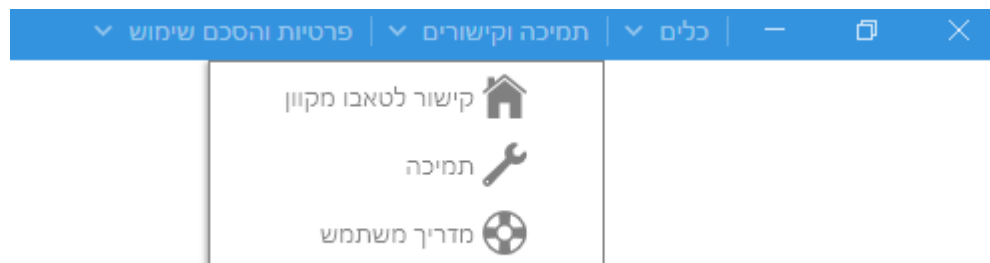 כלים תמיכה וקישורים פרטיות והסכם שימוש
קישור לטאבו מקוון
תמיכה
מדריך משתמש